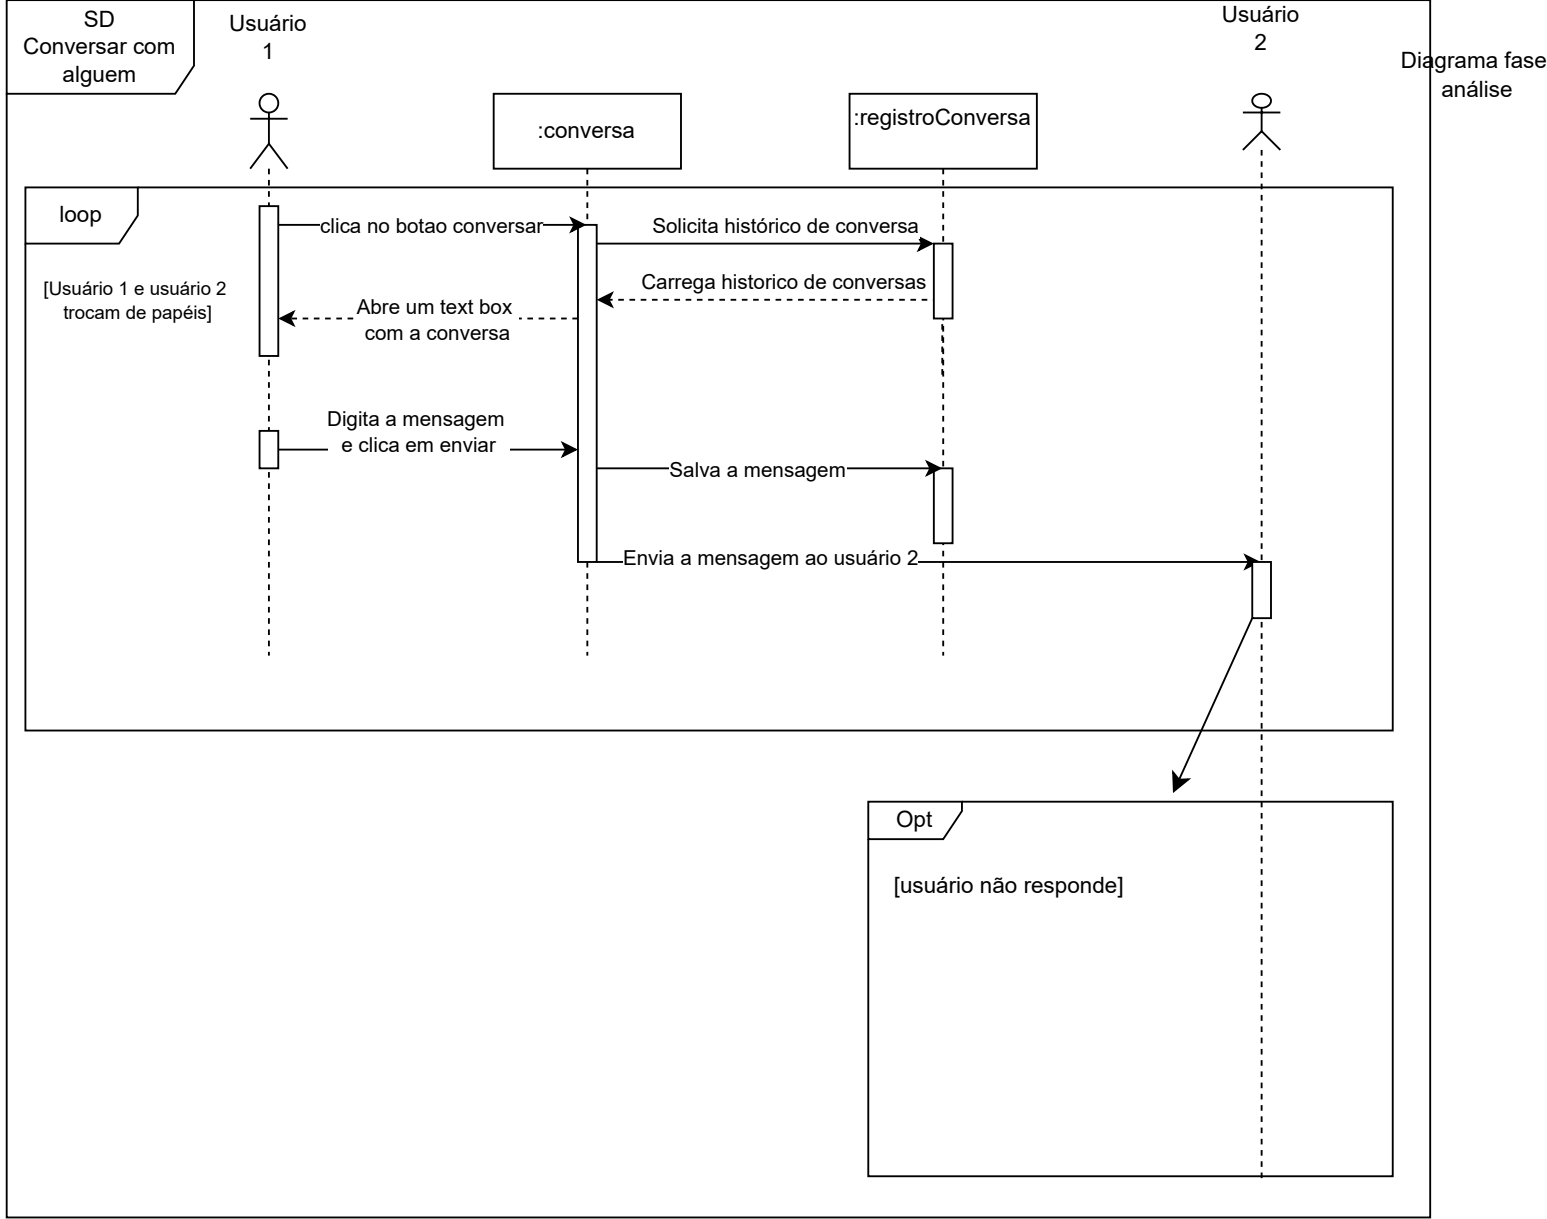 SD
Conversar com
alguem
Usuário
1
Usuário
2
Diagrama fase
análise
:conversa
:registroConversa
loop
[Usuário 1 e usuário 2
trocam de papéis]
clica no botao conversar
Solicita histórico de conversa
Carrega historico de conversas
Abre um text box
com a conversa
Digita a mensagem
e clica em enviar
Salva a mensagem
Envia a mensagem ao usuário 2
Opt
[usuário não responde]